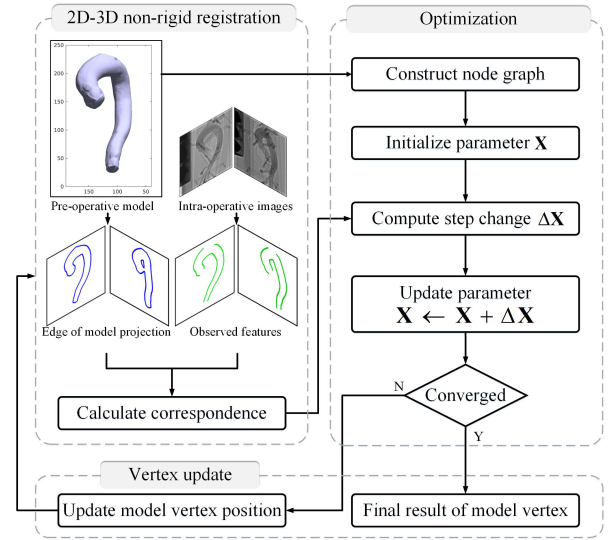 2D-3D non-rigid registration
Optimization
250
200
150
100
50
0
150 100 50
Pre-operative model
Intra-operative images
Edge of model projection
Observed features
Calculate correspondence
Construct node graph
Initialize parameter X
Compute step change ΔX
Update parameter
X ← X + ΔX
Converged
N
Y
Vertex update
Update model vertex position
Final result of model vertex